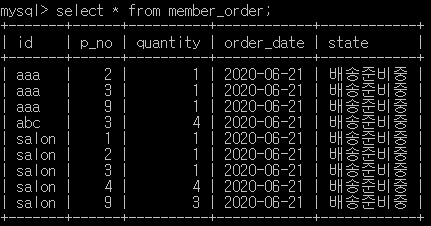 mysql> select * from member_order;
+-------+------+----------+------------+------------+
| id | p_no | quantity | order_date | state |
+-------+------+----------+------------+------------+
| aaa | 2 | 1 | 2020-06-21 | 배송준비중 |
| aaa | 3 | 1 | 2020-06-21 | 배송준비중 |
| aaa | 9 | 1 | 2020-06-21 | 배송준비중 |
| abc | 3 | 4 | 2020-06-21 | 배송준비중 |
| salon | 1 | 1 | 2020-06-21 | 배송준비중 |
| salon | 2 | 1 | 2020-06-21 | 배송준비중 |
| salon | 3 | 1 | 2020-06-21 | 배송준비중 |
| salon | 4 | 4 | 2020-06-21 | 배송준비중 |
| salon | 9 | 3 | 2020-06-21 | 배송준비중 |
+-------+------+----------+------------+------------+